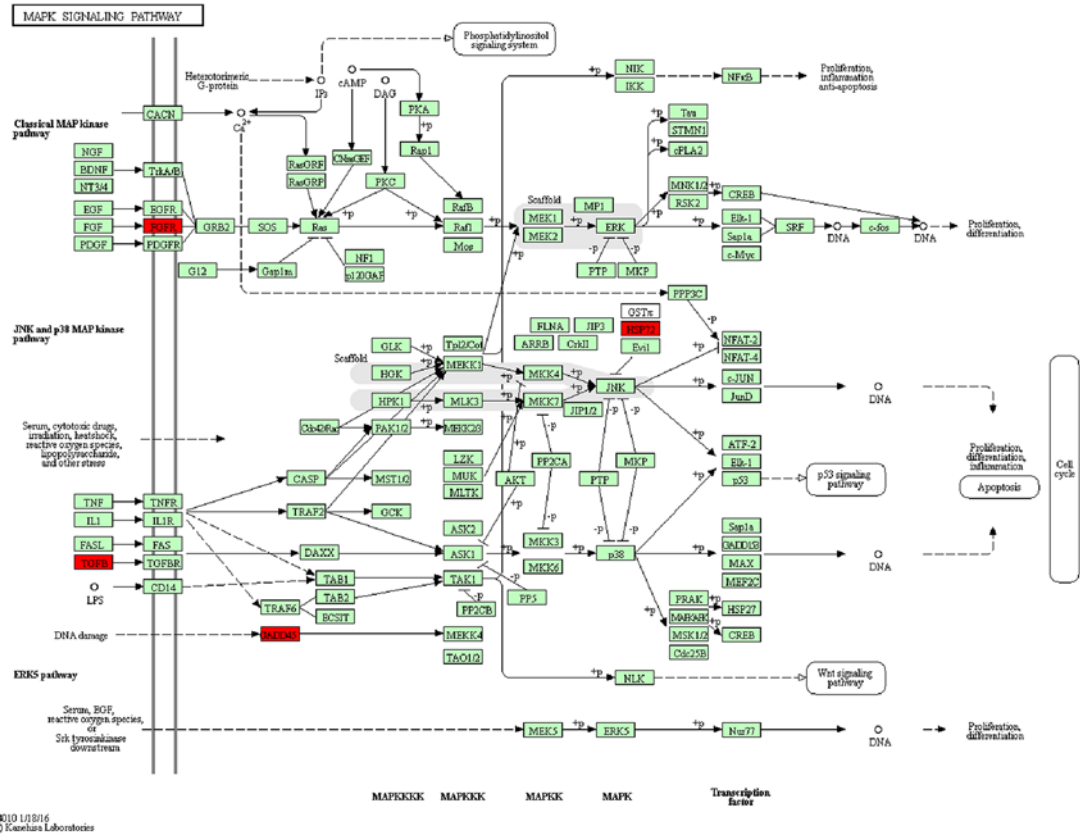 MAPK SIGNALING PATHWAY
Phosphatidylinositol
signaling system
Heterotrimeric
G-protein
IP3
cAMP
DAG
Ca2+
CACN
PKA
+p
Rap1
NIK
IKK
+p
NFκB
Proliferation,
inflammation
anti-apoptosis
Classical MAP kinase
pathway
NGF
BDNF
NT3/4
TrkA/B
EGF
EGFR
FGF
FGFR
PDGF
PDGFR
GRB2
SOS
Ras
RasGRF
RasGRP
CNasGEF
PKC
+p
+p
+p
RafB
Raf1
Mos
+p
Scaffold
MEK1
MEK2
MP1
+p
ERK
+p
+p
+p
+p
-p
-p
PTP
MKP
Tau
STMN1
cPLA2
MNK1/2
RSK2
+p
CREB
Elk-1
Sap1a
c-Myc
SRF
DNA
c-fos
DNA
Proliferation,
differentiation
G12
Gap1m
NF1
p120GAP
PPP3C
-p
JNK and p38 MAP kinase
pathway
GSTπ
HSP72
Evi1
FLNA
JIP3
ARRB
CrkII
NFAT-2
NFAT-4
c-JUN
JunD
DNA
Scaffold
GLK
HGK
HPK1
Tpl2/Cot
MEKK1
MLK3
MKK4
MKK7
JNK
JIP1/2
Cdc42/Rac
PAK1/2
MEKK2/3
LZK
MUK
MLTK
AKT
PP2CA
PTP
MKP
ATF-2
Elk-1
p53
p53 signaling
pathway
Proliferation,
differentiation,
inflammation
Apoptosis
Cell
cycle
Serum, cytotoxic drugs,
irradiation, heatshock,
reactive oxygen species,
lipopolysaccharide,
and other stress
CASP
MST1/2
TNF
TNFR
IL1
IL1R
TRAF2
GCK
FASL
FAS
TGFB
TGFBR
DAXX
ASK2
ASK1
MKK3
MKK6
p38
Sap1a
GADD153
MAX
MEF2C
DNA
LPS
CD14
TAB1
TAB2
ECSIT
TRAF6
TAK1
PP2CB
PP5
PRAK
MAPKAPK
MSK1/2
Cdc25B
HSP27
CREB
DNA damage
GADD45
MEKK4
TAO1/2
ERK5 pathway
+p
NLK
Wnt signaling
pathway
Serum, EGF,
reactive oxygen species,
or
Srk tyrosinkinase
downstream
MEK5
+p
ERK5
+p
Nur77
DNA
Proliferation,
differentiation
MAPKKKK
MAPKKK
MAPKK
MAPK
Transcription
factor
4010 1/18/16
) Kanehisa Laboratories